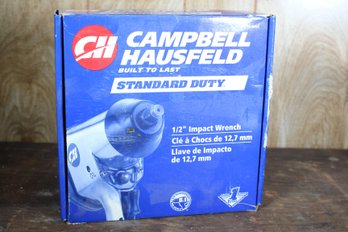 CH
CAMPBELL
HAUSFELD
BUILT TO LAST
STANDARD DUTY
1/2" Impact Wrench
Clé à Chocs de 12,7 mm
Llave de Impacto
de 12,7 mm
CH